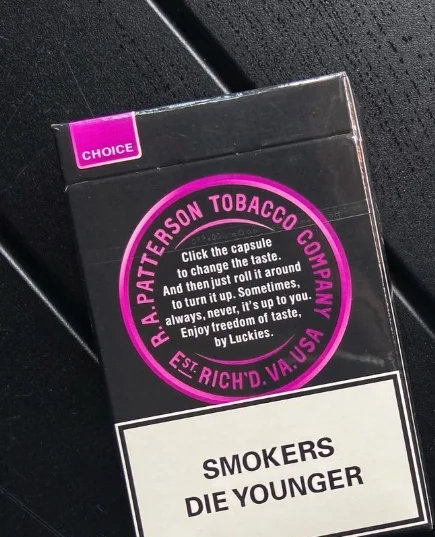 CHOICE
R.A.PATTERSON TOBACCO COMPANY
Click the capsule
to change the taste.
And then just roll it around
to turn it up. Sometimes,
always, never, it's up to you.
Enjoy freedom of taste,
by Luckies.
EST. RICH'D. VA. USA
SMOKERS
DIE YOUNGER